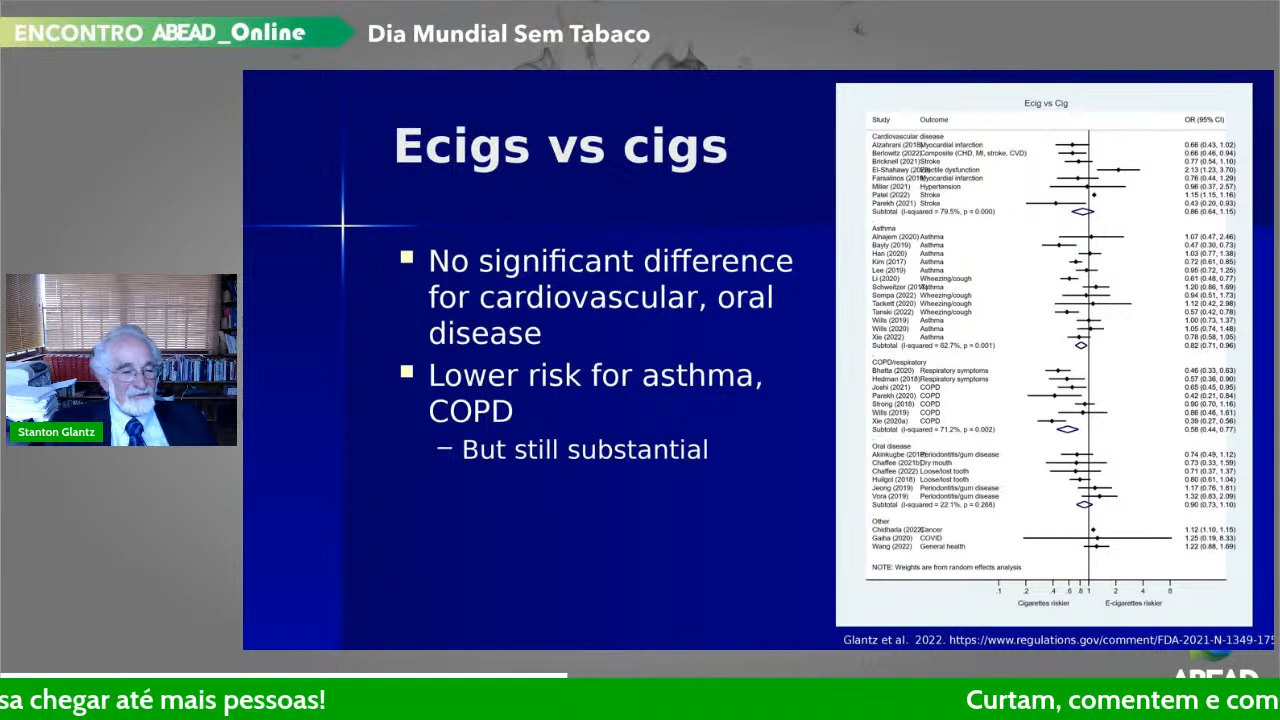 ENCONTRO ABEAD_Online
Dia Mundial Sem Tabaco
Ecigs vs cigs
No significant difference
for cardiovascular, oral
disease
Lower risk for asthma,
COPD
– But still substantial
Stanton Glantz
Ecig vs Cig
Study Outcome OR (95% CI)
Cardiovascular disease
Alzahrani (2018) Myocardial infarction 0.66 (0.43, 1.02)
Berlowitz (2022) Composite (CHD, MI, stroke, CVD) 0.66 (0.46, 0.94)
Bricknell (2021) Stroke 0.77 (0.54, 1.10)
El-Shahawy Erectile dysfunction 2.13 (1.23, 3.70)
Farsalinos Myocardial infarction 0.76 (0.44, 1.29)
Miller (2021) Hypertension 0.96 (0.37, 2.57)
Patel (2022) Stroke 1.15 (1.15, 1.16)
Parekh (2021) Stroke 0.43 (0.20, 0.93)
Subtotal (I-squared = 79.5%, p = 0.000) 0.86 (0.64, 1.15)
Asthma
Alnajem (2020) Asthma 1.07 (0.47, 2.46)
Bayly (2019) Asthma 0.47 (0.30, 0.73)
Han (2020) Asthma 1.03 (0.77, 1.38)
Kim (2017) Asthma 0.72 (0.61, 0.85)
Lee (2019) Asthma 0.95 (0.72, 1.25)
Li (2020) Wheezing/cough 0.61 (0.48, 0.77)
Schweitzer Asthma 1.20 (0.86, 1.69)
Sompa (2022) Wheezing/cough 0.94 (0.51, 1.73)
Tackett (2020) Wheezing/cough 1.12 (0.42, 2.98)
Tanski (2022) Wheezing/cough 0.57 (0.42, 0.78)
Wills (2019) Asthma 1.00 (0.73, 1.37)
Wills (2020) Asthma 1.05 (0.74, 1.48)
Xie (2022) Asthma 0.78 (0.58, 1.05)
Subtotal (I-squared = 62.7%, p = 0.001) 0.82 (0.71, 0.96)
COPD/respiratory
Bhatta (2020) Respiratory symptoms 0.46 (0.33, 0.63)
Hedman (2018) Respiratory symptoms 0.57 (0.36, 0.90)
Joshi (2021) COPD 0.65 (0.45, 0.95)
Parekh (2020) COPD 0.42 (0.21, 0.84)
Strong (2018) COPD 0.90 (0.70, 1.16)
Wills (2019) COPD 0.86 (0.46, 1.61)
Xie (2020a) COPD 0.39 (0.27, 0.56)
Subtotal (I-squared = 71.2%, p = 0.002) 0.58 (0.44, 0.77)
Oral disease
Akinkugbe Periodontitis/gum disease 0.74 (0.49, 1.12)
Chaffee (2021b) Dry mouth 0.73 (0.33, 1.59)
Chaffee (2022) Loose/lost tooth 0.71 (0.37, 1.37)
Huilgol (2018) Loose/lost tooth 0.80 (0.61, 1.04)
Jeong (2019) Periodontitis/gum disease 1.17 (0.76, 1.81)
Vora (2019) Periodontitis/gum disease 1.32 (0.83, 2.09)
Subtotal (I-squared = 22.1%, p = 0.268) 0.90 (0.73, 1.10)
Other
Chidharla (2022) Cancer 1.12 (1.10, 1.15)
Gaiha (2020) COVID 1.25 (0.19, 8.33)
Wang (2022) General health 1.22 (0.88, 1.69)
NOTE: Weights are from random effects analysis
.1 .2 .4 .6 .8 1 2 4 8
Cigarettes riskier E-cigarettes riskier
Glantz et al. 2022. https://www.regulations.gov/comment/FDA-2021-N-1349-175
ABEAD
sa chegar até mais pessoas!
Curtam, comentem e com